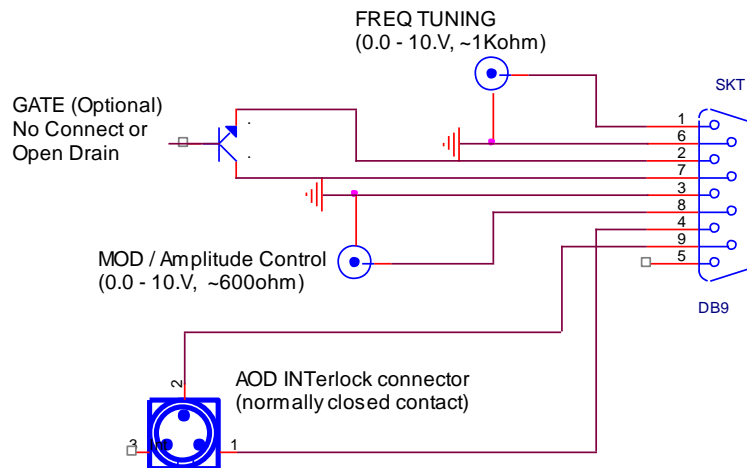 FREQ TUNING
(0.0 - 10.V, ~1Kohm)
SKT
GATE (Optional)
No Connect or
Open Drain
.
.
1
6
2
7
3
8
4
9
5
MOD / Amplitude Control
(0.0 - 10.V, ~600ohm)
DB9
2
AOD INTerlock connector
(normally closed contact)
3
1